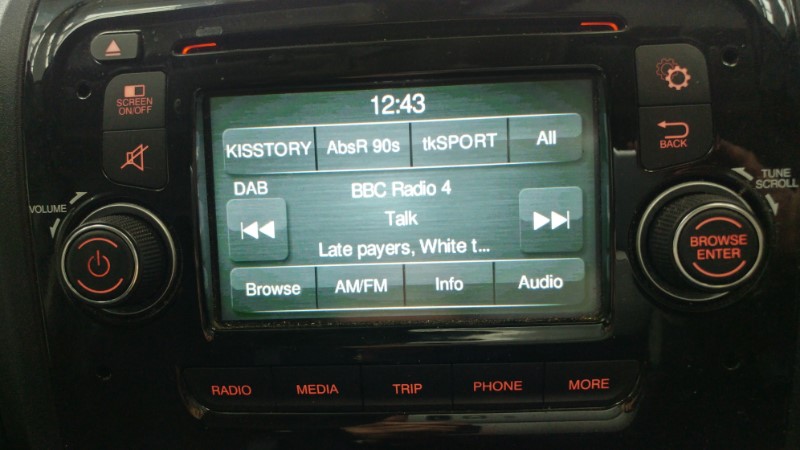 12:43
SCREEN
ON/OFF
KISSTORY AbsR 90s tkSPORT All
BACK
DAB BBC Radio 4
TUNE
SCROLL
VOLUME
Talk
BROWSE
ENTER
Late payers, White t...
Browse AM/FM Info Audio
RADIO MEDIA TRIP PHONE MORE